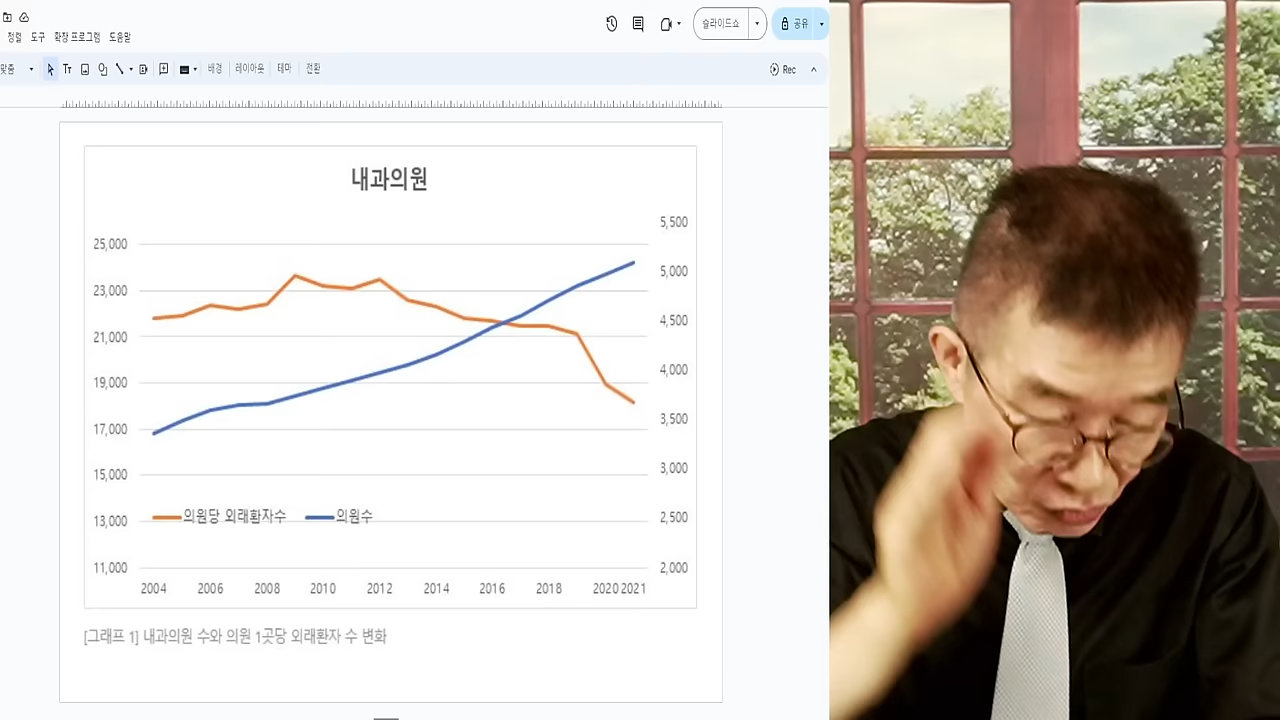 정렬 도구 확장 프로그램 도움말
슬라이드쇼
공유
맞춤
배경 레이아웃 테마 전환
Rec
내과의원
25,000
23,000
21,000
19,000
17,000
15,000
13,000
11,000
5,500
5,000
4,500
4,000
3,500
3,000
2,500
2,000
의원당 외래환자수 의원수
2004 2006 2008 2010 2012 2014 2016 2018 2020 2021
[그래프 1] 내과의원 수와 의원 1곳당 외래환자 수 변화